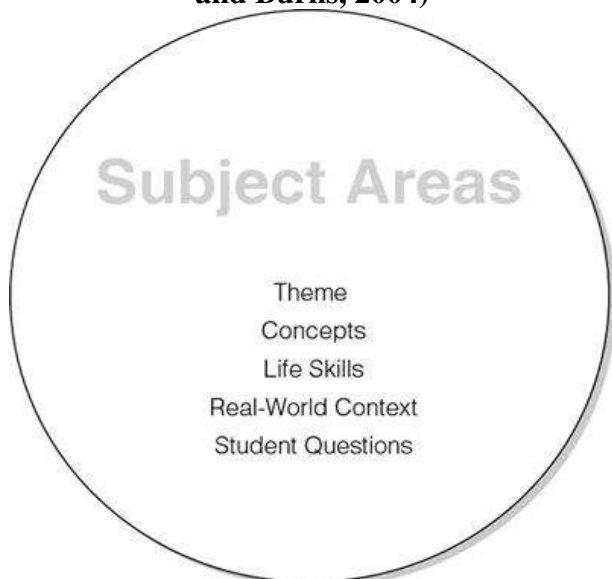 and Burns, 2004)
Subject Areas
Theme
Concepts
Life Skills
Real-World Context
Student Questions